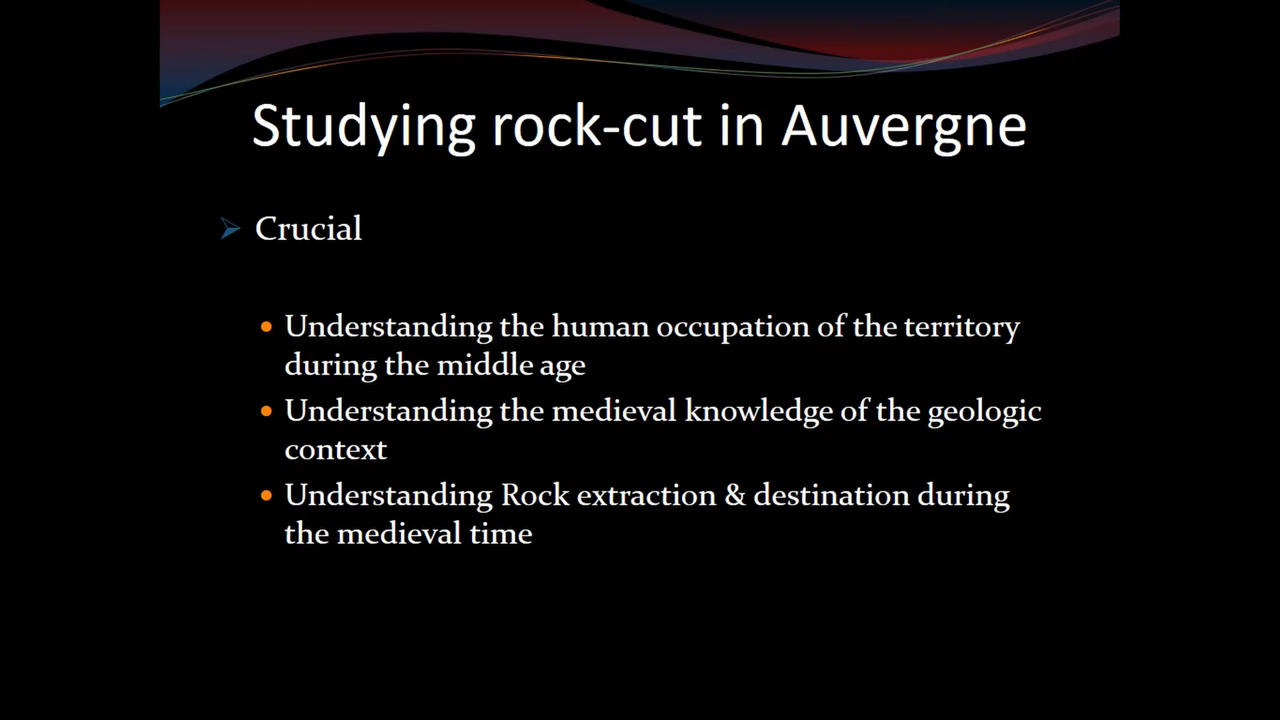 Studying rock-cut in Auvergne
Crucial
Understanding the human occupation of the territory
during the middle age
Understanding the medieval knowledge of the geologic
context
Understanding Rock extraction & destination during
the medieval time